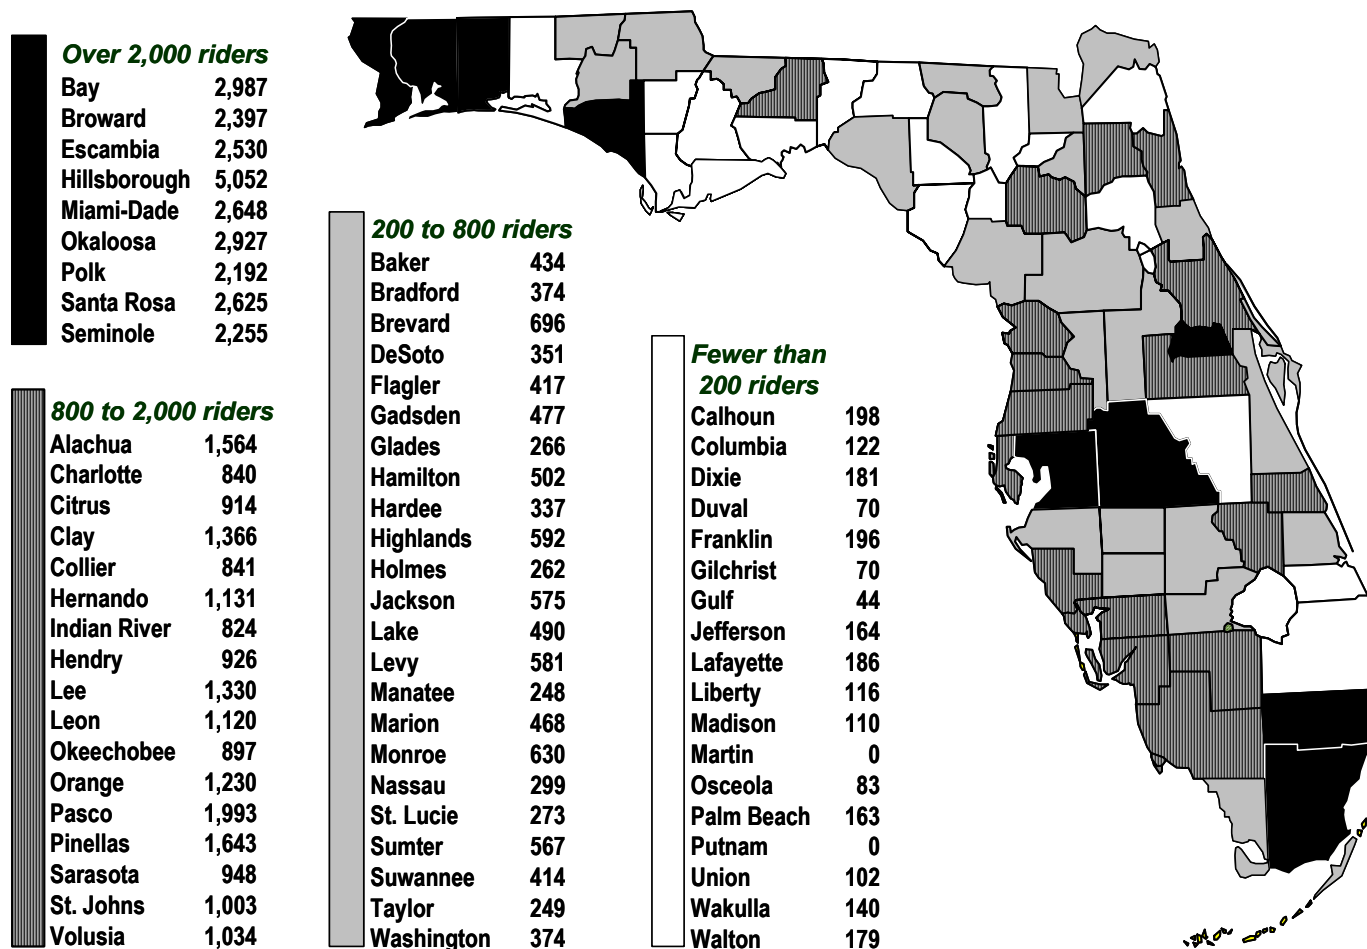 Over 2,000 riders
Bay 2,987
Broward 2,397
Escambia 2,530
Hillsborough 5,052
Miami-Dade 2,648
Okaloosa 2,927
Polk 2,192
Santa Rosa 2,625
Seminole 2,255
800 to 2,000 riders
Alachua 1,564
Charlotte 840
Citrus 914
Clay 1,366
Collier 841
Hernando 1,131
Indian River 824
Hendry 926
Lee 1,330
Leon 1,120
Okeechobee 897
Orange 1,230
Pasco 1,993
Pinellas 1,643
Sarasota 948
St. Johns 1,003
Volusia 1,034
200 to 800 riders
Baker 434
Bradford 374
Brevard 696
DeSoto 351
Flagler 417
Gadsden 477
Glades 266
Hamilton 502
Hardee 337
Highlands 592
Holmes 262
Jackson 575
Lake 490
Levy 581
Manatee 248
Marion 468
Monroe 630
Nassau 299
St. Lucie 273
Sumter 567
Suwannee 414
Taylor 249
Washington 374
Fewer than
200 riders
Calhoun 198
Columbia 122
Dixie 181
Duval 70
Franklin 196
Gilchrist 70
Gulf 44
Jefferson 164
Lafayette 186
Liberty 116
Madison 110
Martin 0
Osceola 83
Palm Beach 163
Putnam 0
Union 102
Wakulla 140
Walton 179